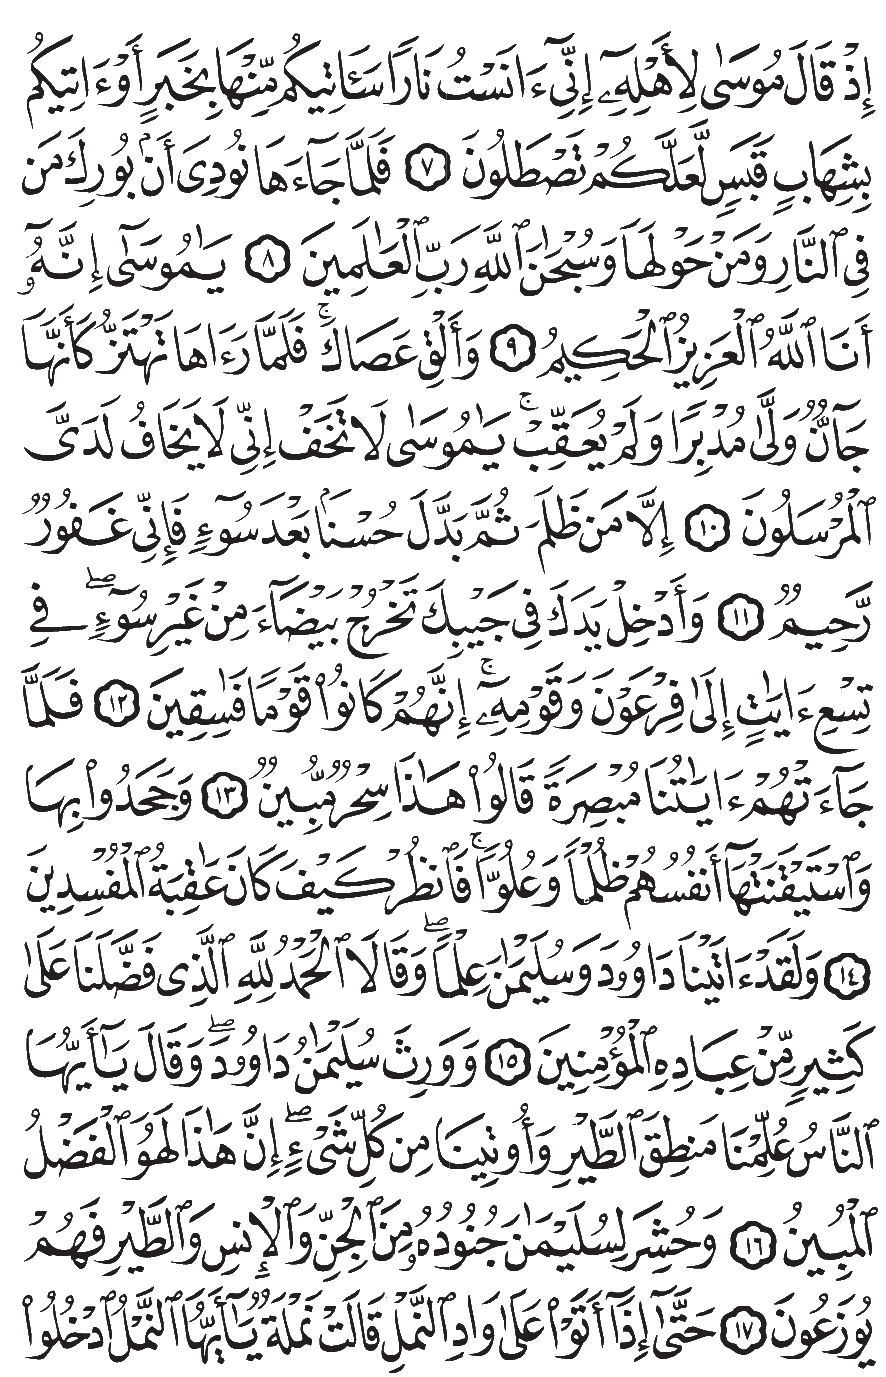 إِذْ قَالَ مُوسَىٰ لِأَهْلِهِۦٓ إِنِّىٓ ءَانَسْتُ نَارًا سَـَٔاتِيكُم مِّنْهَا بِخَبَرٍ أَوْ ءَاتِيكُم
بِشِهَابٍ قَبَسٍ لَّعَلَّكُمْ تَصْطَلُونَ ٧ فَلَمَّا جَآءَهَا نُودِىَ أَنۢ بُورِكَ مَن
فِى ٱلنَّارِ وَمَنْ حَوْلَهَا وَسُبْحَٰنَ ٱللَّهِ رَبِّ ٱلْعَٰلَمِينَ ٨ يَٰمُوسَىٰٓ إِنَّهُۥٓ
أَنَا ٱللَّهُ ٱلْعَزِيزُ ٱلْحَكِيمُ ٩ وَأَلْقِ عَصَاكَ ۚ فَلَمَّا رَءَاهَا تَهْتَزُّ كَأَنَّهَا
جَآنٌّ وَلَّىٰ مُدْبِرًا وَلَمْ يُعَقِّبْ ۚ يَٰمُوسَىٰ لَا تَخَفْ إِنِّى لَا يَخَافُ لَدَىَّ
ٱلْمُرْسَلُونَ ١٠ إِلَّا مَن ظَلَمَ ثُمَّ بَدَّلَ حُسْنًۢا بَعْدَ سُوٓءٍ فَإِنِّى غَفُورٌ
رَّحِيمٌ ١١ وَأَدْخِلْ يَدَكَ فِى جَيْبِكَ تَخْرُجْ بَيْضَآءَ مِنْ غَيْرِ سُوٓءٍ ۖ فِى
تِسْعِ ءَايَٰتٍ إِلَىٰ فِرْعَوْنَ وَقَوْمِهِۦٓ ۚ إِنَّهُمْ كَانُوا۟ قَوْمًا فَٰسِقِينَ ١٢ فَلَمَّا
جَآءَتْهُمْ ءَايَٰتُنَا مُبْصِرَةً قَالُوا۟ هَٰذَا سِحْرٌ مُّبِينٌ ١٣ وَجَحَدُوا۟ بِهَا
وَٱسْتَيْقَنَتْهَآ أَنفُسُهُمْ ظُلْمًا وَعُلُوًّا ۚ فَٱنظُرْ كَيْفَ كَانَ عَٰقِبَةُ ٱلْمُفْسِدِينَ
١٤ وَلَقَدْ ءَاتَيْنَا دَاوُۥدَ وَسُلَيْمَٰنَ عِلْمًا ۖ وَقَالَا ٱلْحَمْدُ لِلَّهِ ٱلَّذِى فَضَّلَنَا عَلَىٰ
كَثِيرٍ مِّنْ عِبَادِهِ ٱلْمُؤْمِنِينَ ١٥ وَوَرِثَ سُلَيْمَٰنُ دَاوُۥدَ ۖ وَقَالَ يَٰٓأَيُّهَا
ٱلنَّاسُ عُلِّمْنَا مَنطِقَ ٱلطَّيْرِ وَأُوتِينَا مِن كُلِّ شَىْءٍ ۖ إِنَّ هَٰذَا لَهُوَ ٱلْفَضْلُ
ٱلْمُبِينُ ١٦ وَحُشِرَ لِسُلَيْمَٰنَ جُنُودُهُۥ مِنَ ٱلْجِنِّ وَٱلْإِنسِ وَٱلطَّيْرِ فَهُمْ
يُوزَعُونَ ١٧ حَتَّىٰٓ إِذَآ أَتَوْا۟ عَلَىٰ وَادِ ٱلنَّمْلِ قَالَتْ نَمْلَةٌ يَٰٓأَيُّهَا ٱلنَّمْلُ ٱدْخُلُوا۟